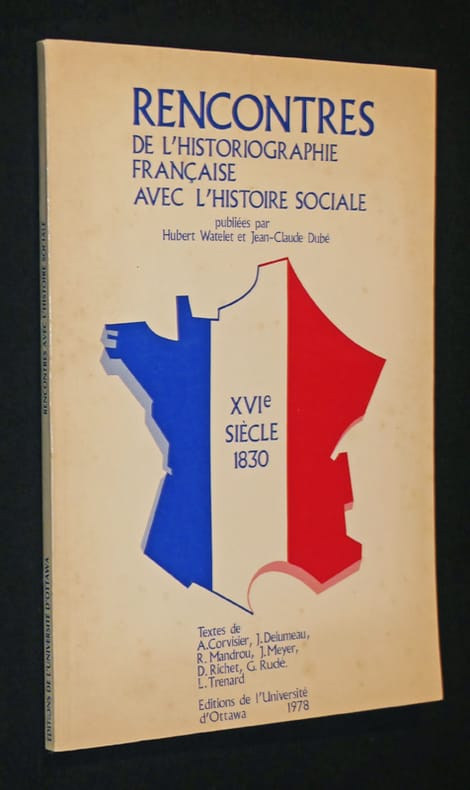 RENCONTRES
DE L'HISTORIOGRAPHIE
FRANÇAISE
AVEC L'HISTOIRE SOCIALE
publiées par
Hubert Watelet et Jean-Claude Dubé
XVIe
SIÈCLE
1830
Textes de
A.Corvisier, J.Delumeau,
R. Mandrou, J.Meyer,
D. Richet, G. Rudé.
L. Trenard
Editions de l'Université
d'Ottawa 1978
RENCONTRES AVEC L'HISTOIRE SOCIALE
EDITIONS DE L'UNIVERSITÉ D'OTTAWA